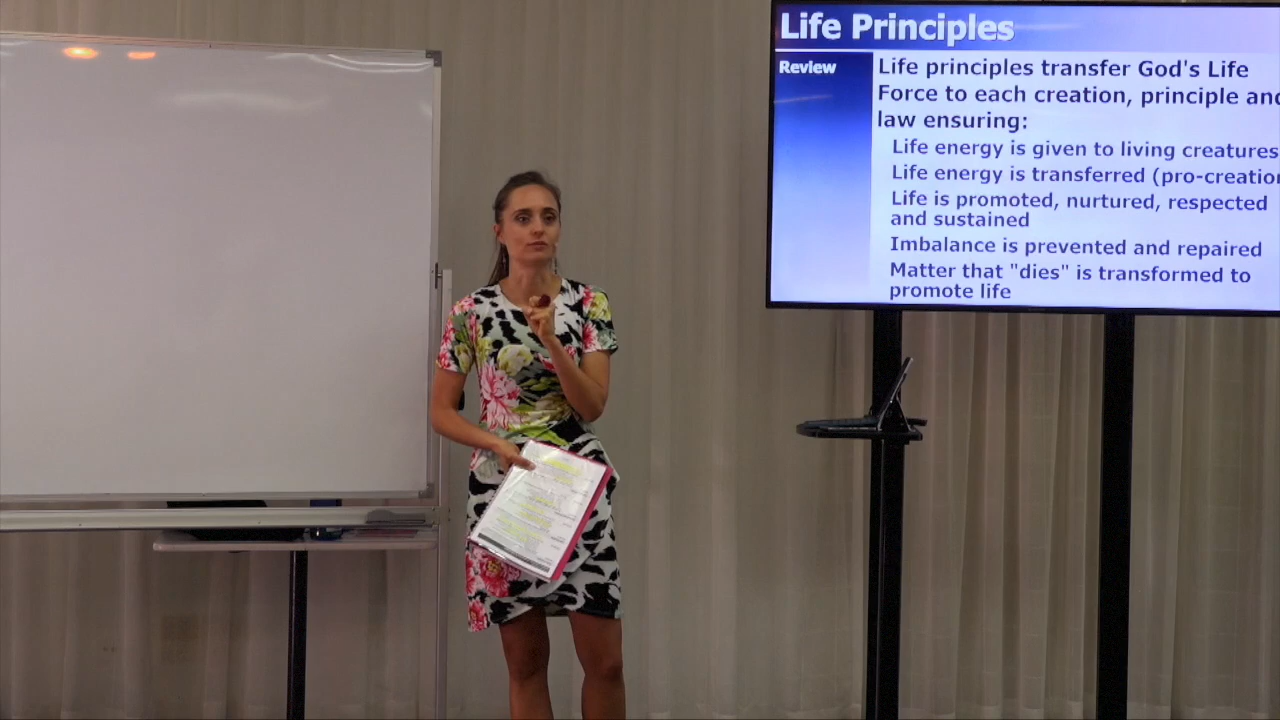 Life Principles
Review
Life principles transfer God's Life
Force to each creation, principle and
law ensuring:
Life energy is given to living creatures
Life energy is transferred (pro-creation
Life is promoted, nurtured, respected
and sustained
Imbalance is prevented and repaired
Matter that "dies" is transformed to
promote life